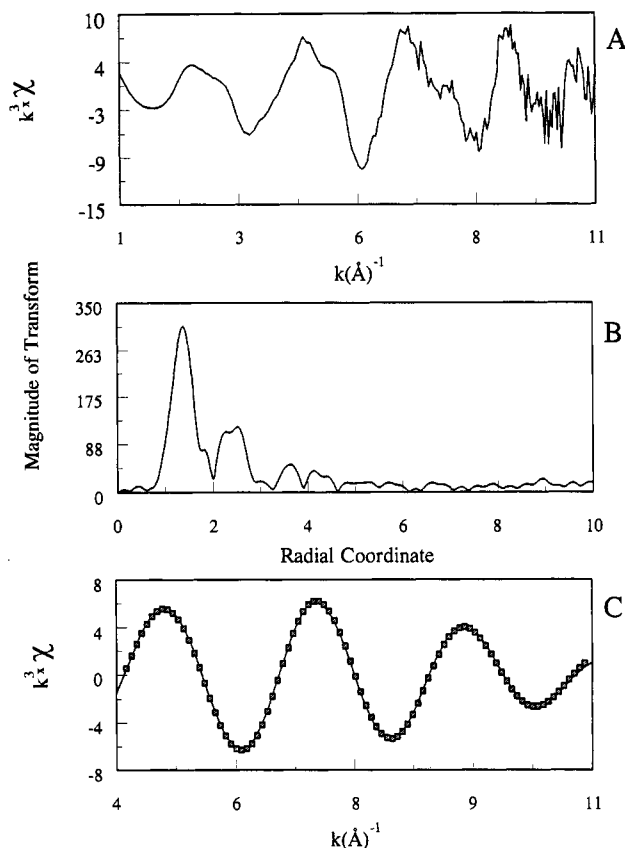 10
4
-3
-9
-15
k³χ
A
1 3 6 8 11
k(Å)⁻¹
350
263
175
88
0
Magnitude of Transform
B
0 2 4 6 8 10
Radial Coordinate
8
4
0
-4
-8
k³χ
C
4 6 8 9 11
k(Å)⁻¹